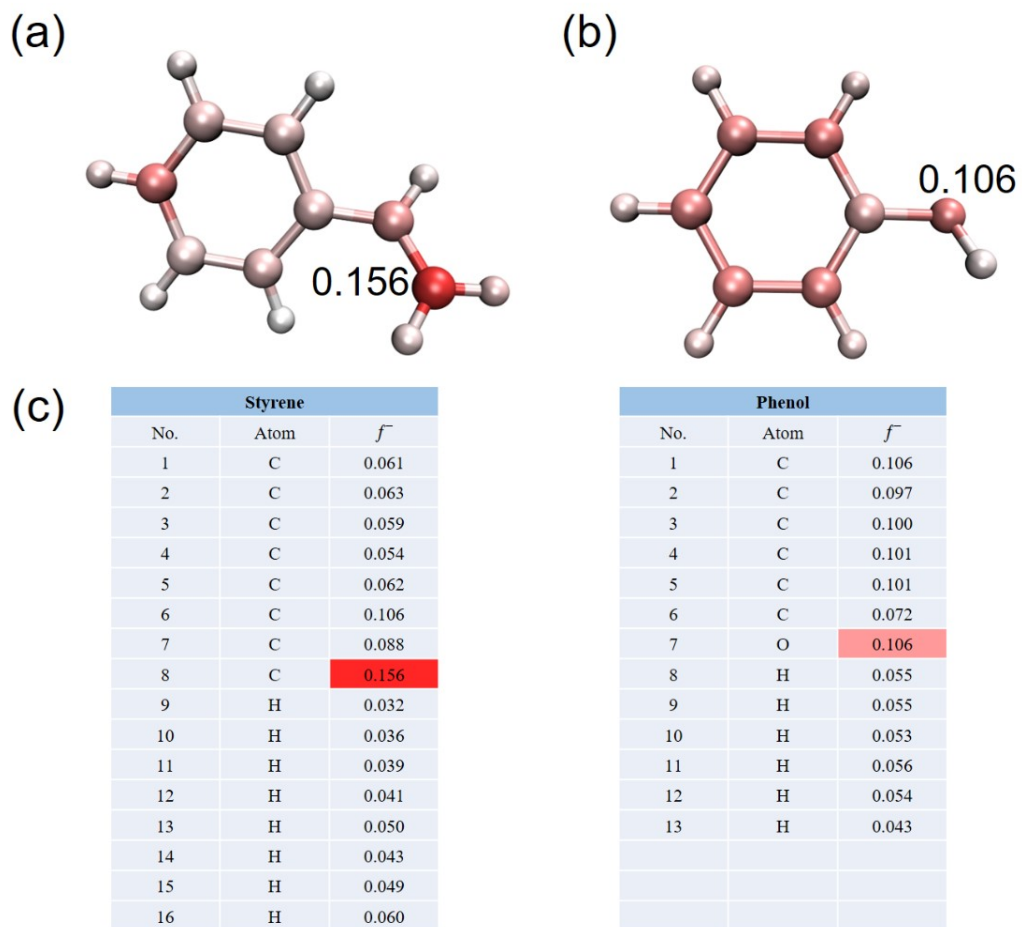 (a)
(b)
0.156
0.106
(c)
Styrene
No. Atom f⁻
1 C 0.061
2 C 0.063
3 C 0.059
4 C 0.054
5 C 0.062
6 C 0.106
7 C 0.088
8 C 0.156
9 H 0.032
10 H 0.036
11 H 0.039
12 H 0.041
13 H 0.050
14 H 0.043
15 H 0.049
16 H 0.060
Phenol
No. Atom f⁻
1 C 0.106
2 C 0.097
3 C 0.100
4 C 0.101
5 C 0.101
6 C 0.072
7 O 0.106
8 H 0.055
9 H 0.055
10 H 0.053
11 H 0.056
12 H 0.054
13 H 0.043